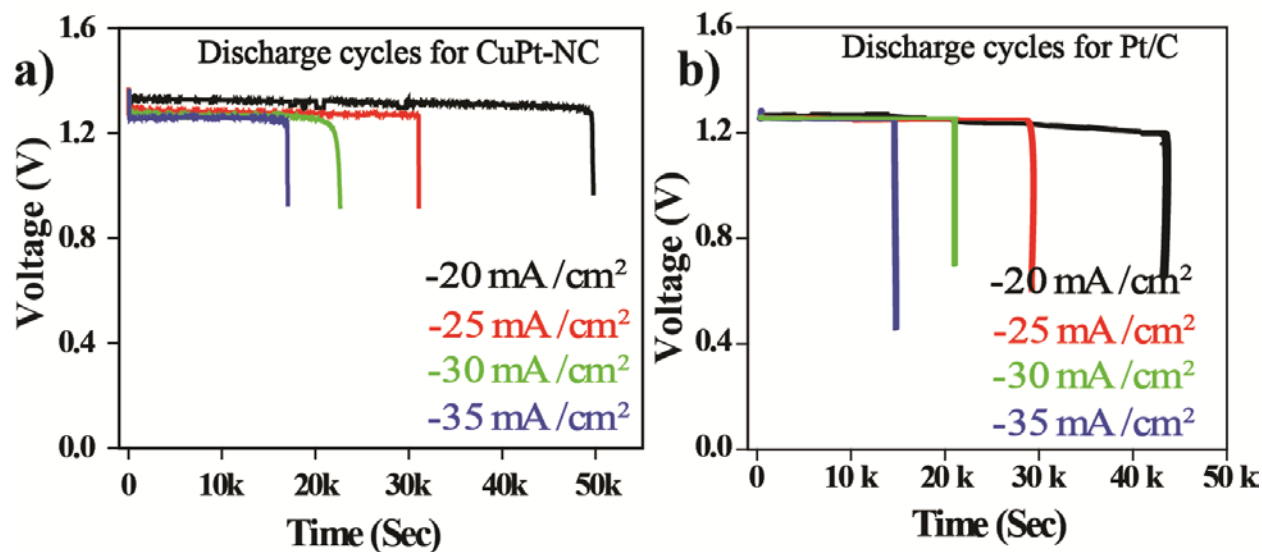 a)
Discharge cycles for CuPt-NC
Voltage (V)
1.6
1.2
0.8
0.4
0.0
-20 mA /cm²
-25 mA /cm²
-30 mA /cm²
-35 mA /cm²
0 10k 20k 30k 40k 50k
Time (Sec)
b)
Discharge cycles for Pt/C
Voltage (V)
1.6
1.2
0.8
0.4
0.0
-20 mA /cm²
-25 mA /cm²
-30 mA /cm²
-35 mA /cm²
0 10 k 20 k 30 k 40 k 50 k
Time (Sec)